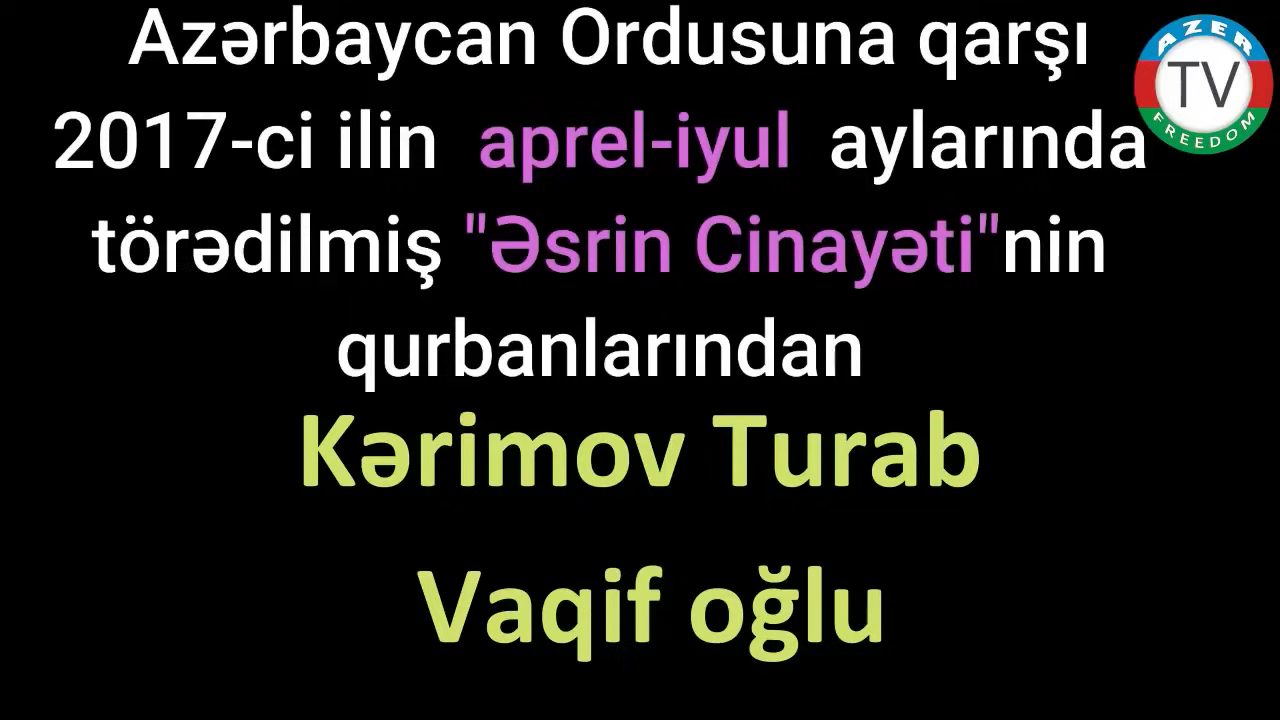 Azərbaycan Ordusuna qarşı
2017-ci ilin aprel-iyul aylarında
törədilmiş "Əsrin Cinayəti"nin
qurbanlarından
Kərimov Turab
Vaqif oğlu
AZER
TV
FREEDOM